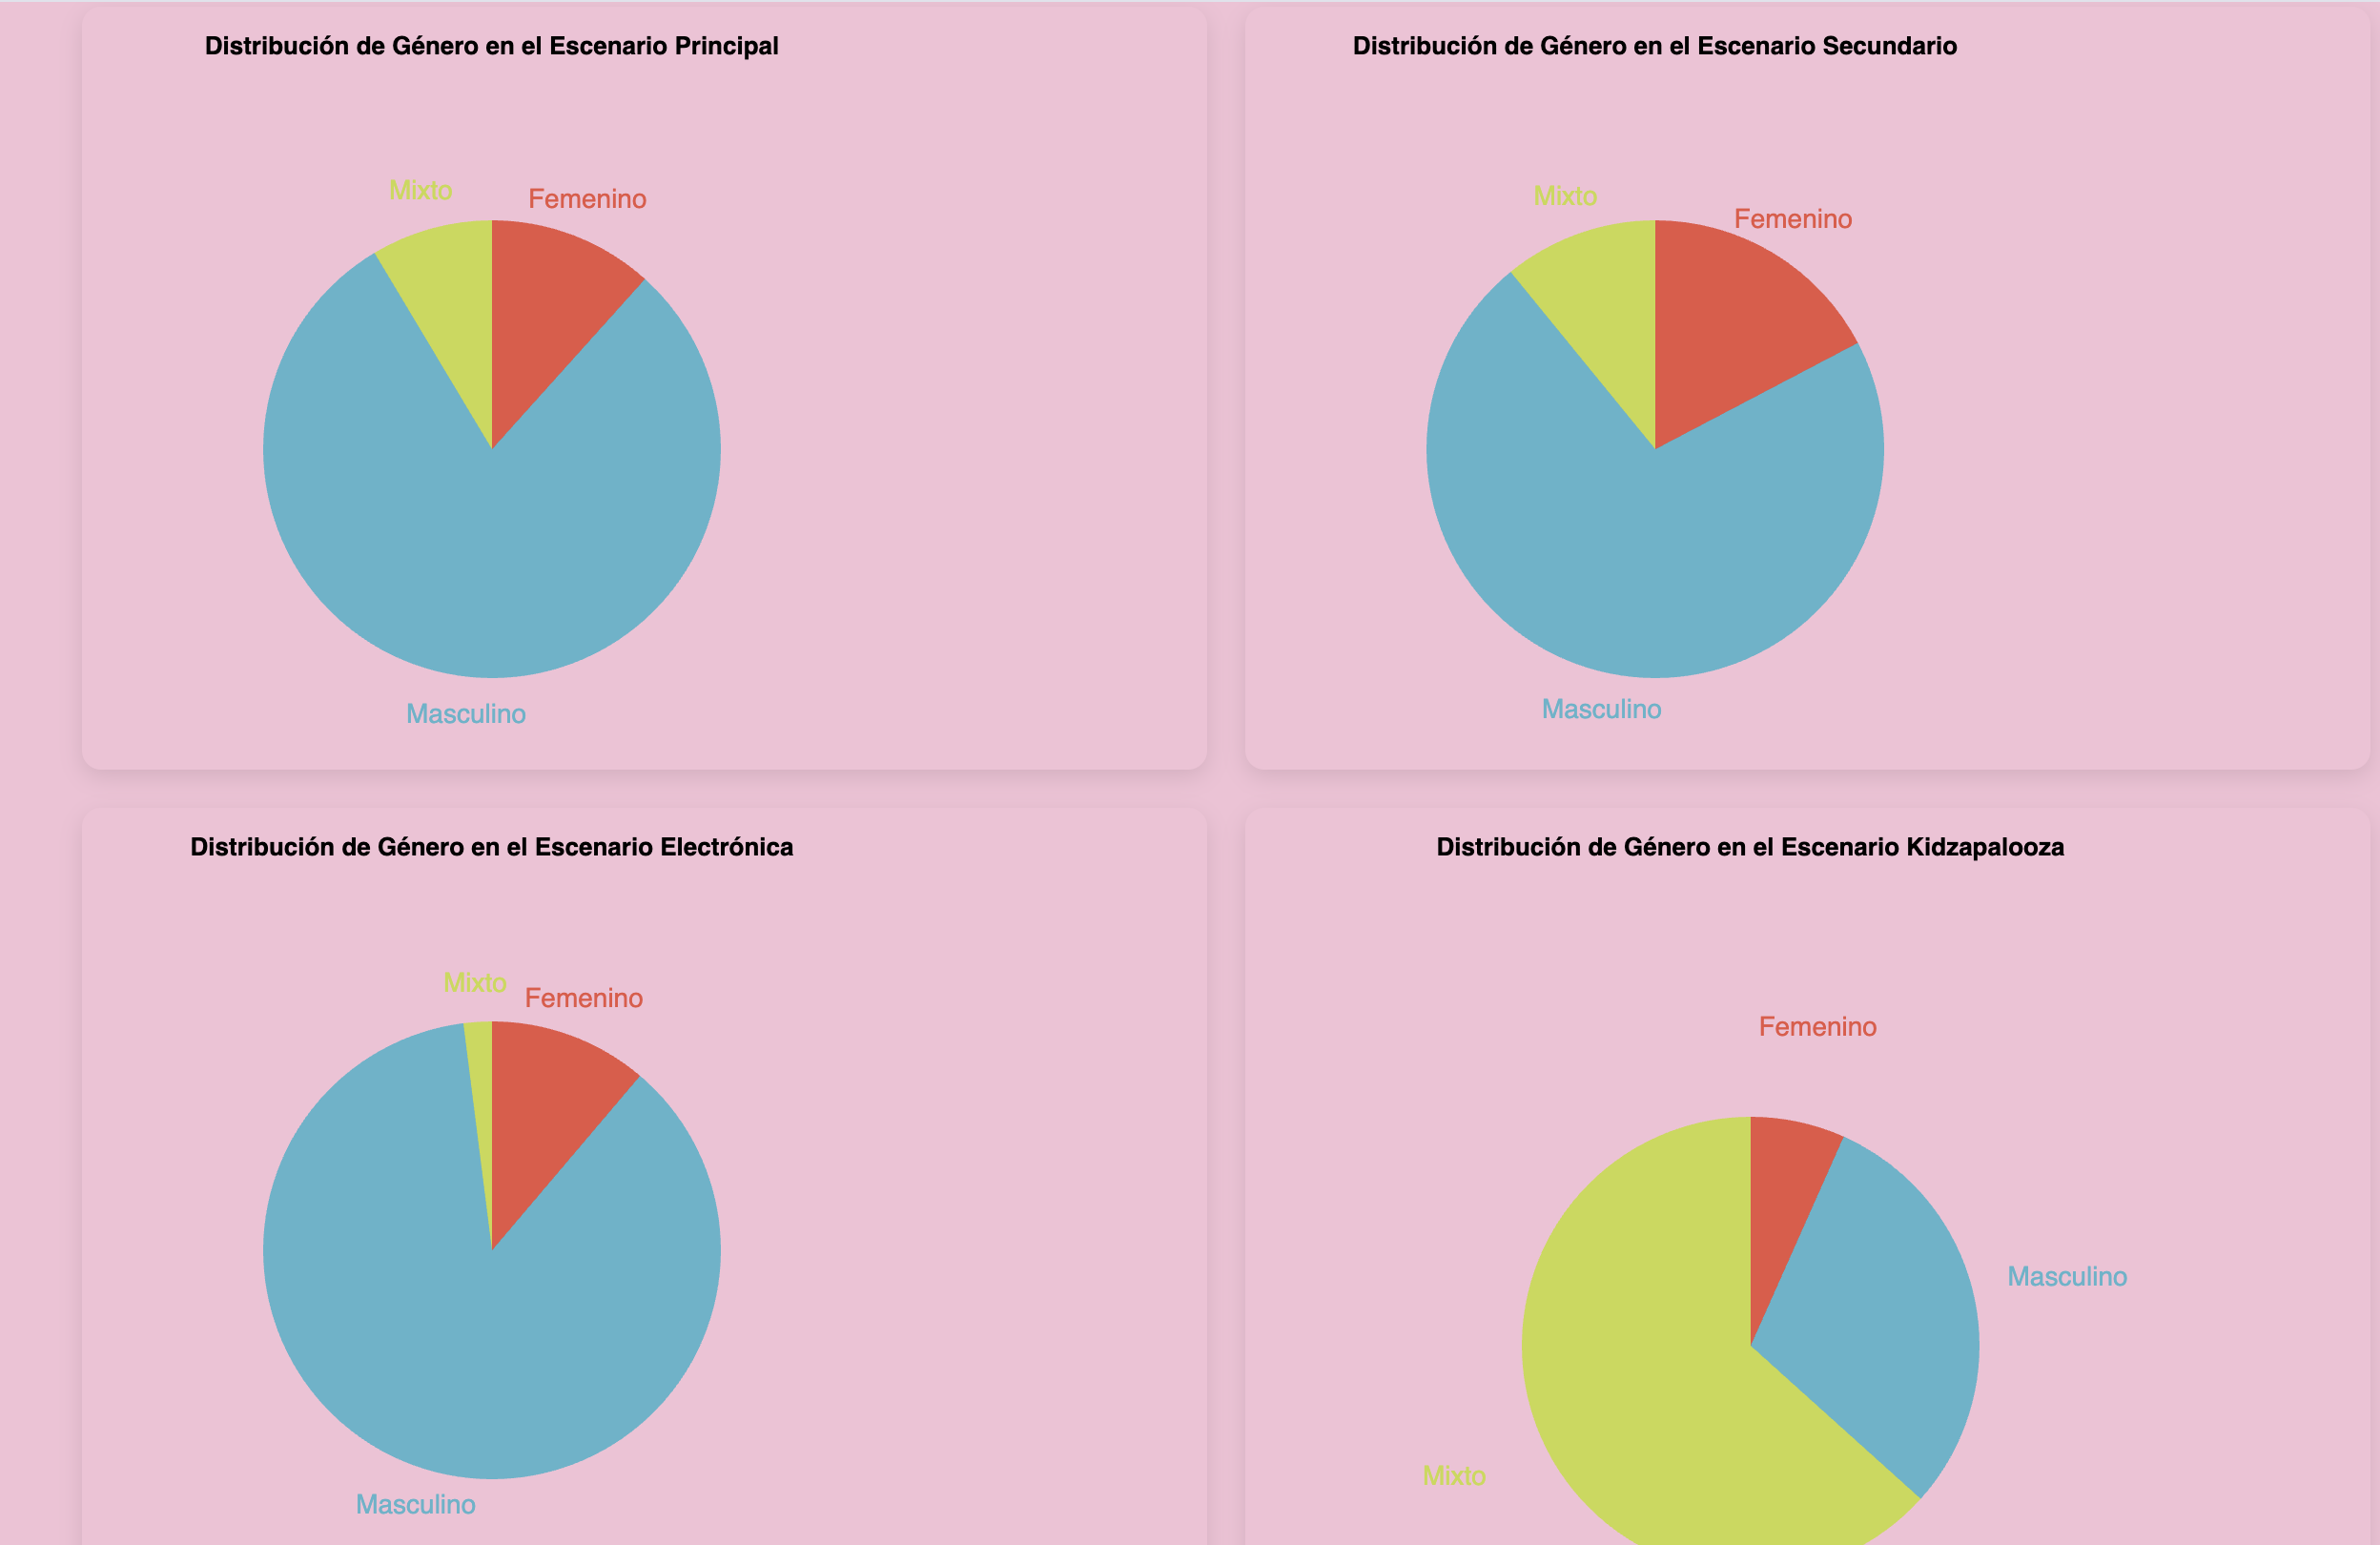 Distribución de Género en el Escenario Principal
Mixto
Femenino
Masculino
Distribución de Género en el Escenario Secundario
Mixto
Femenino
Masculino
Distribución de Género en el Escenario Electrónica
Mixto
Femenino
Masculino
Distribución de Género en el Escenario Kidzapalooza
Femenino
Masculino
Mixto